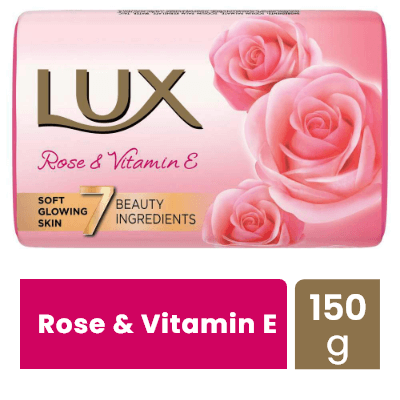 LUX
Rose & Vitamin E
SOFT
GLOWING
SKIN
7
BEAUTY
INGREDIENTS
Rose & Vitamin E
150
g